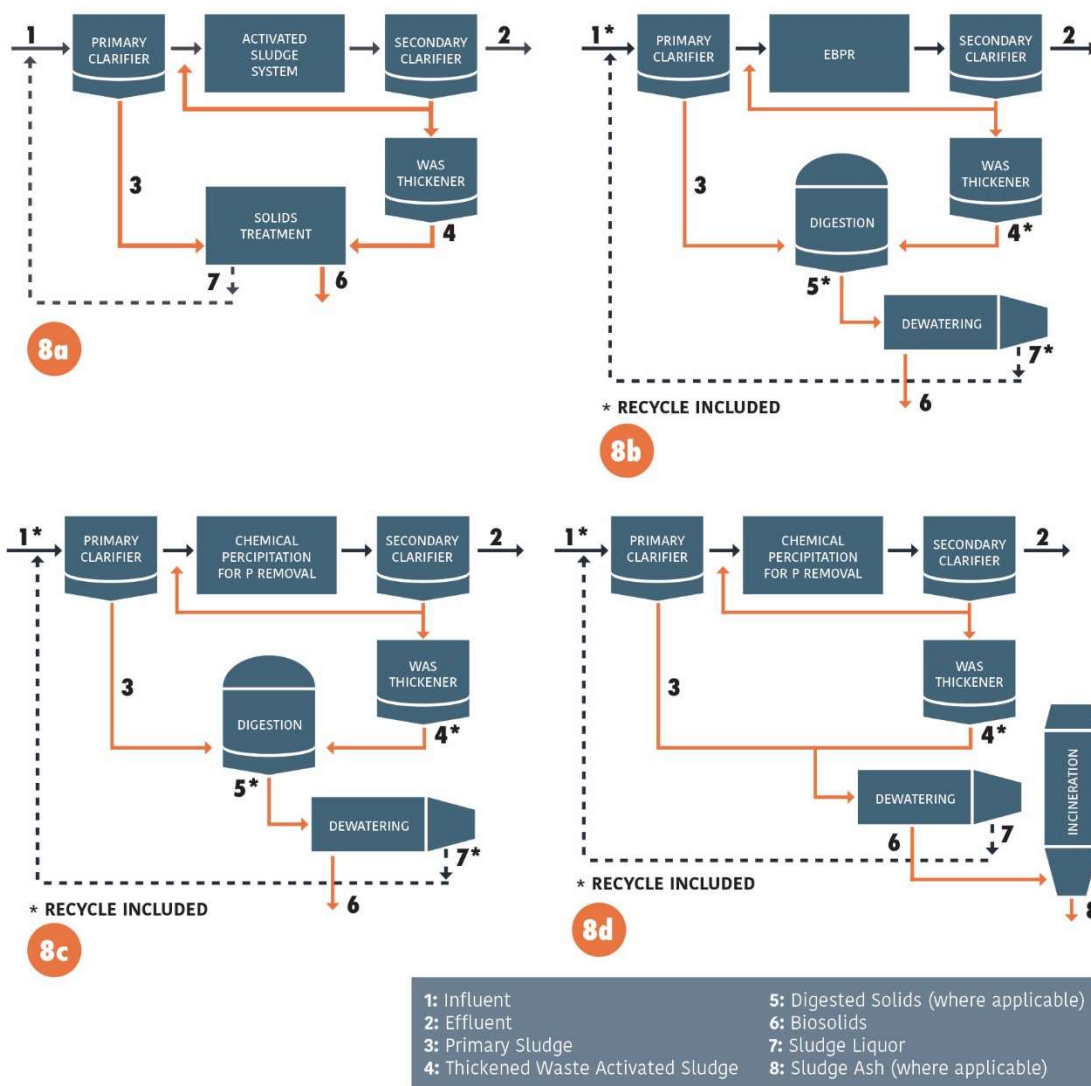 1
PRIMARY
CLARIFIER
ACTIVATED
SLUDGE
SYSTEM
SECONDARY
CLARIFIER
2
3
WAS
THICKENER
4
SOLIDS
TREATMENT
7
6
8a
1*
PRIMARY
CLARIFIER
EBPR
SECONDARY
CLARIFIER
2
3
WAS
THICKENER
4*
DIGESTION
5*
DEWATERING
7*
6
* RECYCLE INCLUDED
8b
1*
PRIMARY
CLARIFIER
CHEMICAL
PERCIPITATION
FOR P REMOVAL
SECONDARY
CLARIFIER
2
3
WAS
THICKENER
4*
DIGESTION
5*
DEWATERING
7*
6
* RECYCLE INCLUDED
8c
1*
PRIMARY
CLARIFIER
CHEMICAL
PERCIPITATION
FOR P REMOVAL
SECONDARY
CLARIFIER
2
3
WAS
THICKENER
4*
DEWATERING
7
6
INCINERATION
8
* RECYCLE INCLUDED
8d
1: Influent
2: Effluent
3: Primary Sludge
4: Thickened Waste Activated Sludge
5: Digested Solids (where applicable)
6: Biosolids
7: Sludge Liquor
8: Sludge Ash (where applicable)